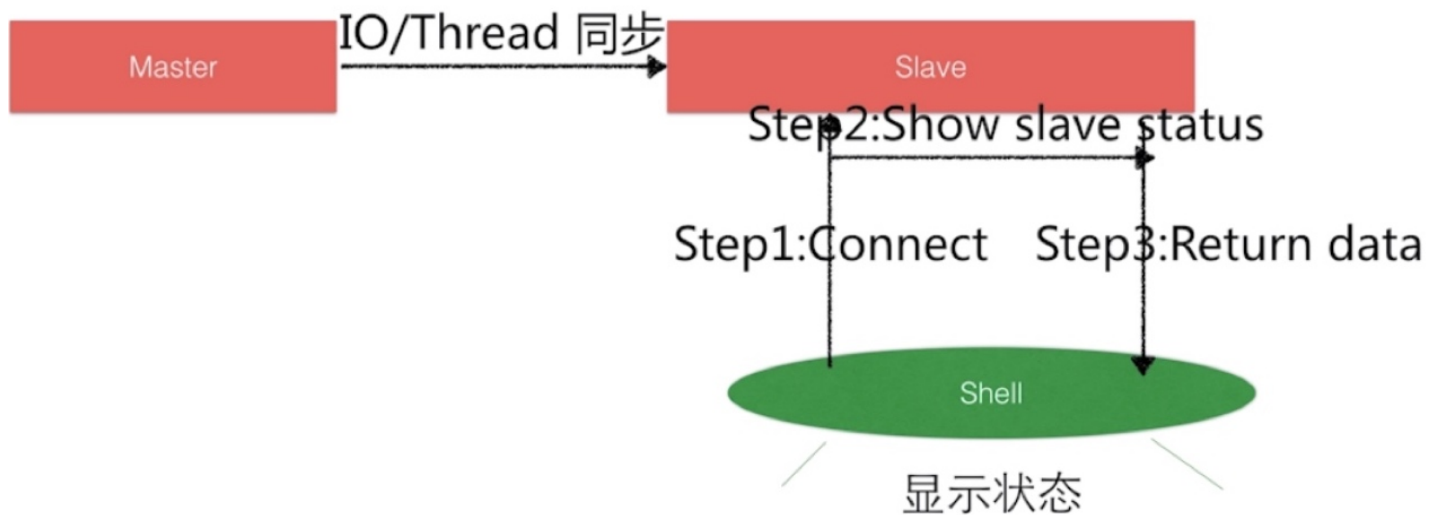 IO/Thread 同步
Master
Slave
Step2:Show slave status
Step1:Connect
Step3:Return data
Shell
显示状态